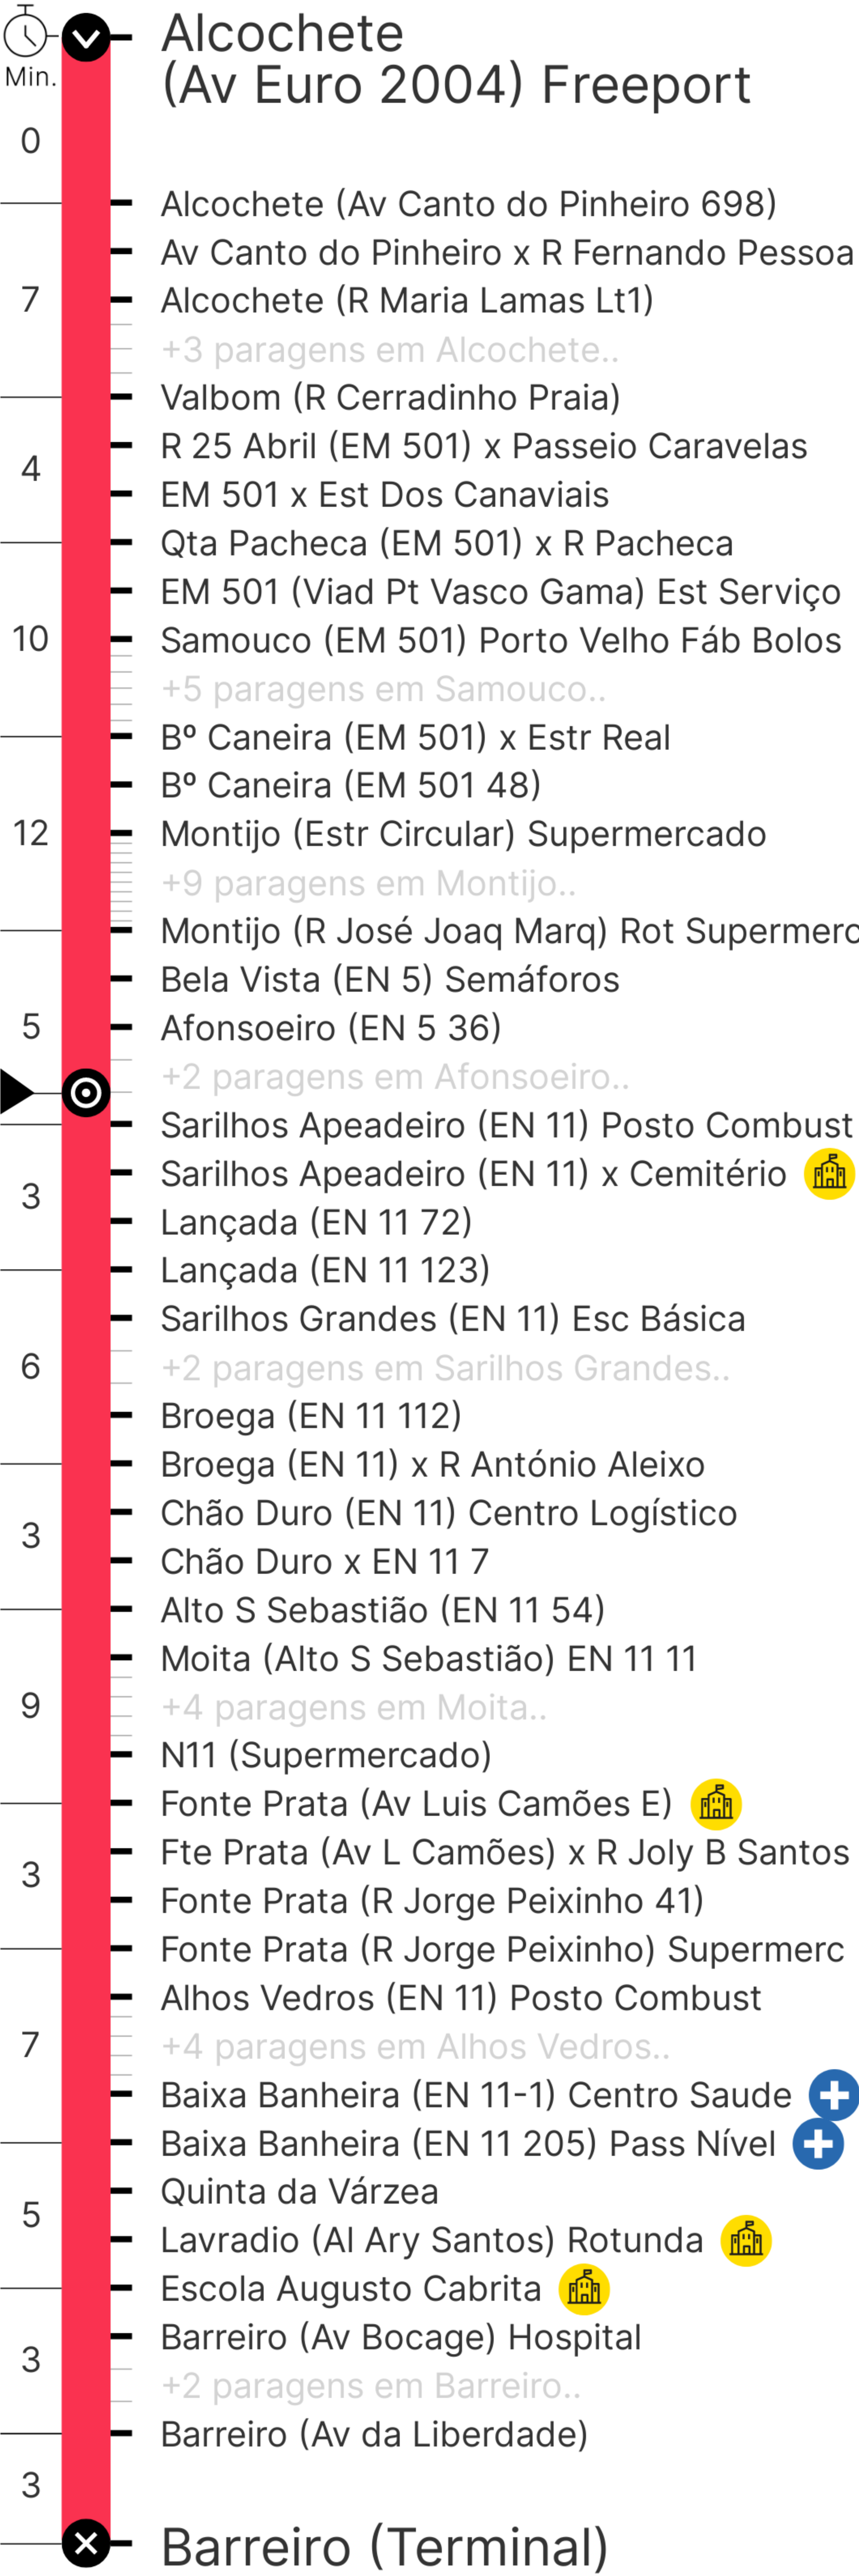 Alcochete
(Av Euro 2004) Freeport
Min.
0
Alcochete (Av Canto do Pinheiro 698)
Av Canto do Pinheiro x R Fernando Pessoa
7 Alcochete (R Maria Lamas Lt1)
+3 paragens em Alcochete..
Valbom (R Cerradinho Praia)
R 25 Abril (EM 501) x Passeio Caravelas
4
EM 501 x Est Dos Canaviais
Qta Pacheca (EM 501) x R Pacheca
EM 501 (Viad Pt Vasco Gama) Est Serviço
10 Samouco (EM 501) Porto Velho Fáb Bolos
+5 paragens em Samouco..
Bº Caneira (EM 501) x Estr Real
Bº Caneira (EM 501 48)
12 Montijo (Estr Circular) Supermercado
+9 paragens em Montijo..
Montijo (R José Joaq Marq) Rot Supermerc
Bela Vista (EN 5) Semáforos
5 Afonsoeiro (EN 5 36)
+2 paragens em Afonsoeiro..
Sarilhos Apeadeiro (EN 11) Posto Combust
Sarilhos Apeadeiro (EN 11) x Cemitério
3
Lançada (EN 11 72)
Lançada (EN 11 123)
Sarilhos Grandes (EN 11) Esc Básica
6 +2 paragens em Sarilhos Grandes..
Broega (EN 11 112)
Broega (EN 11) x R António Aleixo
Chão Duro (EN 11) Centro Logístico
3
Chão Duro x EN 11 7
Alto S Sebastião (EN 11 54)
Moita (Alto S Sebastião) EN 11 11
9 +4 paragens em Moita..
N11 (Supermercado)
Fonte Prata (Av Luis Camões E)
Fte Prata (Av L Camões) x R Joly B Santos
3
Fonte Prata (R Jorge Peixinho 41)
Fonte Prata (R Jorge Peixinho) Supermerc
Alhos Vedros (EN 11) Posto Combust
7 +4 paragens em Alhos Vedros..
Baixa Banheira (EN 11-1) Centro Saude
Baixa Banheira (EN 11 205) Pass Nível
Quinta da Várzea
5
Lavradio (Al Ary Santos) Rotunda
Escola Augusto Cabrita
Barreiro (Av Bocage) Hospital
3
+2 paragens em Barreiro..
Barreiro (Av da Liberdade)
3
Barreiro (Terminal)